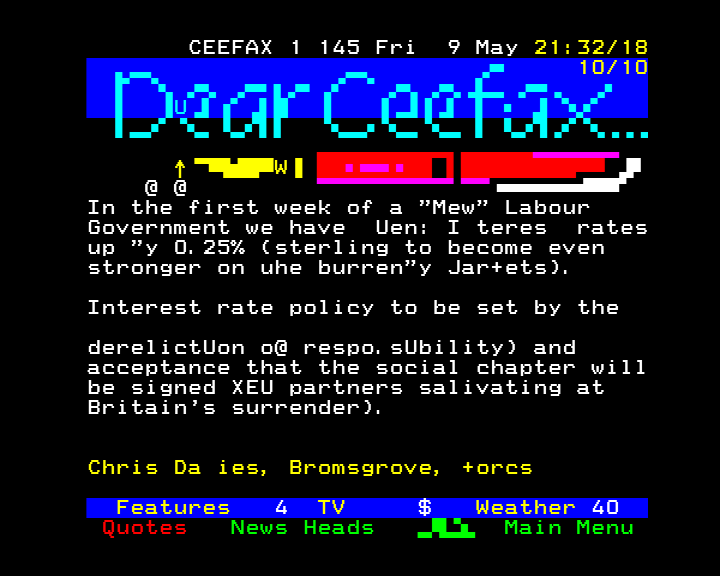 CEEFAX 1 145 Fri 9 May 21:32/18
10/10
Dear Ceefax...
U
↑ W
@ @
In the first week of a "Mew" Labour
Government we have Uen: I teres rates
up "y 0.25% (sterling to become even
stronger on uhe burren"y Jar+ets).
Interest rate policy to be set by the
derelictUon o@ respo.sUbility) and
acceptance that the social chapter will
be signed XEU partners salivating at
Britain's surrender).
Chris Da ies, Bromsgrove, +orcs
Features 4 TV $ Weather 40
Quotes News Heads Main Menu